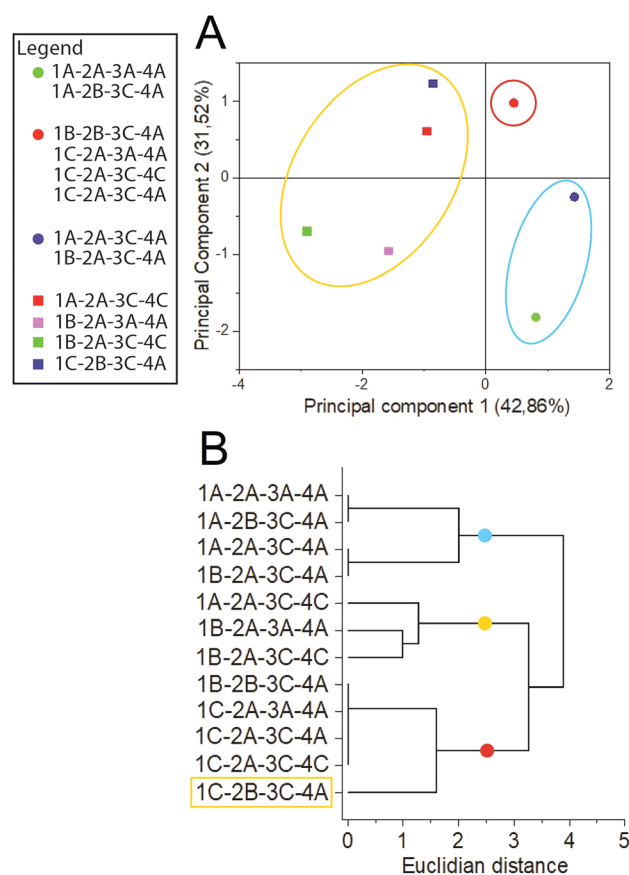 A
Legend
1A-2A-3A-4A
1A-2B-3C-4A
1B-2B-3C-4A
1C-2A-3A-4A
1C-2A-3C-4C
1C-2A-3C-4A
1A-2A-3C-4A
1B-2A-3C-4A
1A-2A-3C-4C
1B-2A-3A-4A
1B-2A-3C-4C
1C-2B-3C-4A
Principal Component 2 (31,52%)
1
0
-1
-2
-4
-2
0
2
Principal component 1 (42,86%)
B
1A-2A-3A-4A
1A-2B-3C-4A
1A-2A-3C-4A
1B-2A-3C-4A
1A-2A-3C-4C
1B-2A-3A-4A
1B-2A-3C-4C
1B-2B-3C-4A
1C-2A-3A-4A
1C-2A-3C-4A
1C-2A-3C-4C
1C-2B-3C-4A
0 1 2 3 4 5
Euclidian distance